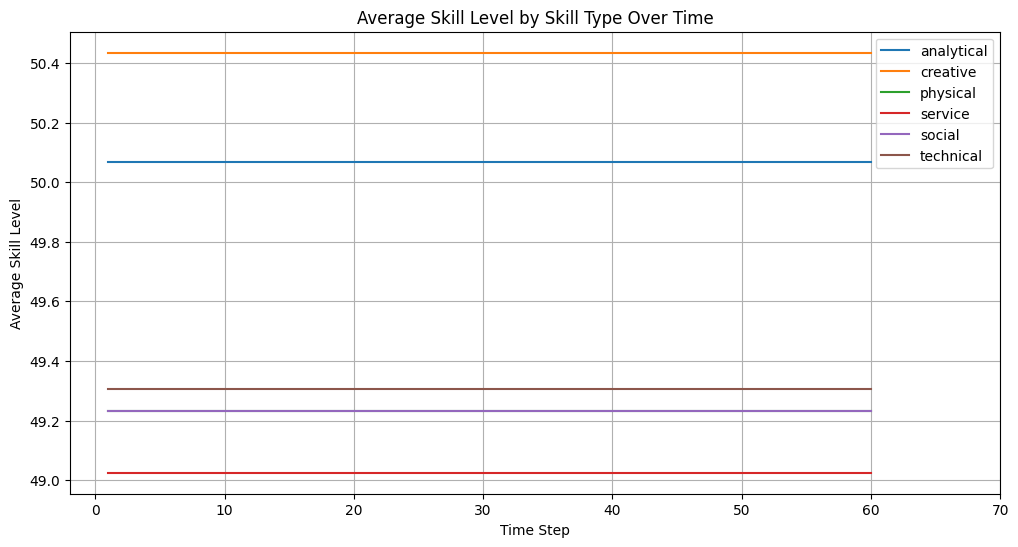 Average Skill Level by Skill Type Over Time
50.4
50.2
50.0
49.8
49.6
49.4
49.2
49.0
Average Skill Level
analytical
creative
physical
service
social
technical
0 10 20 30 40 50 60 70
Time Step